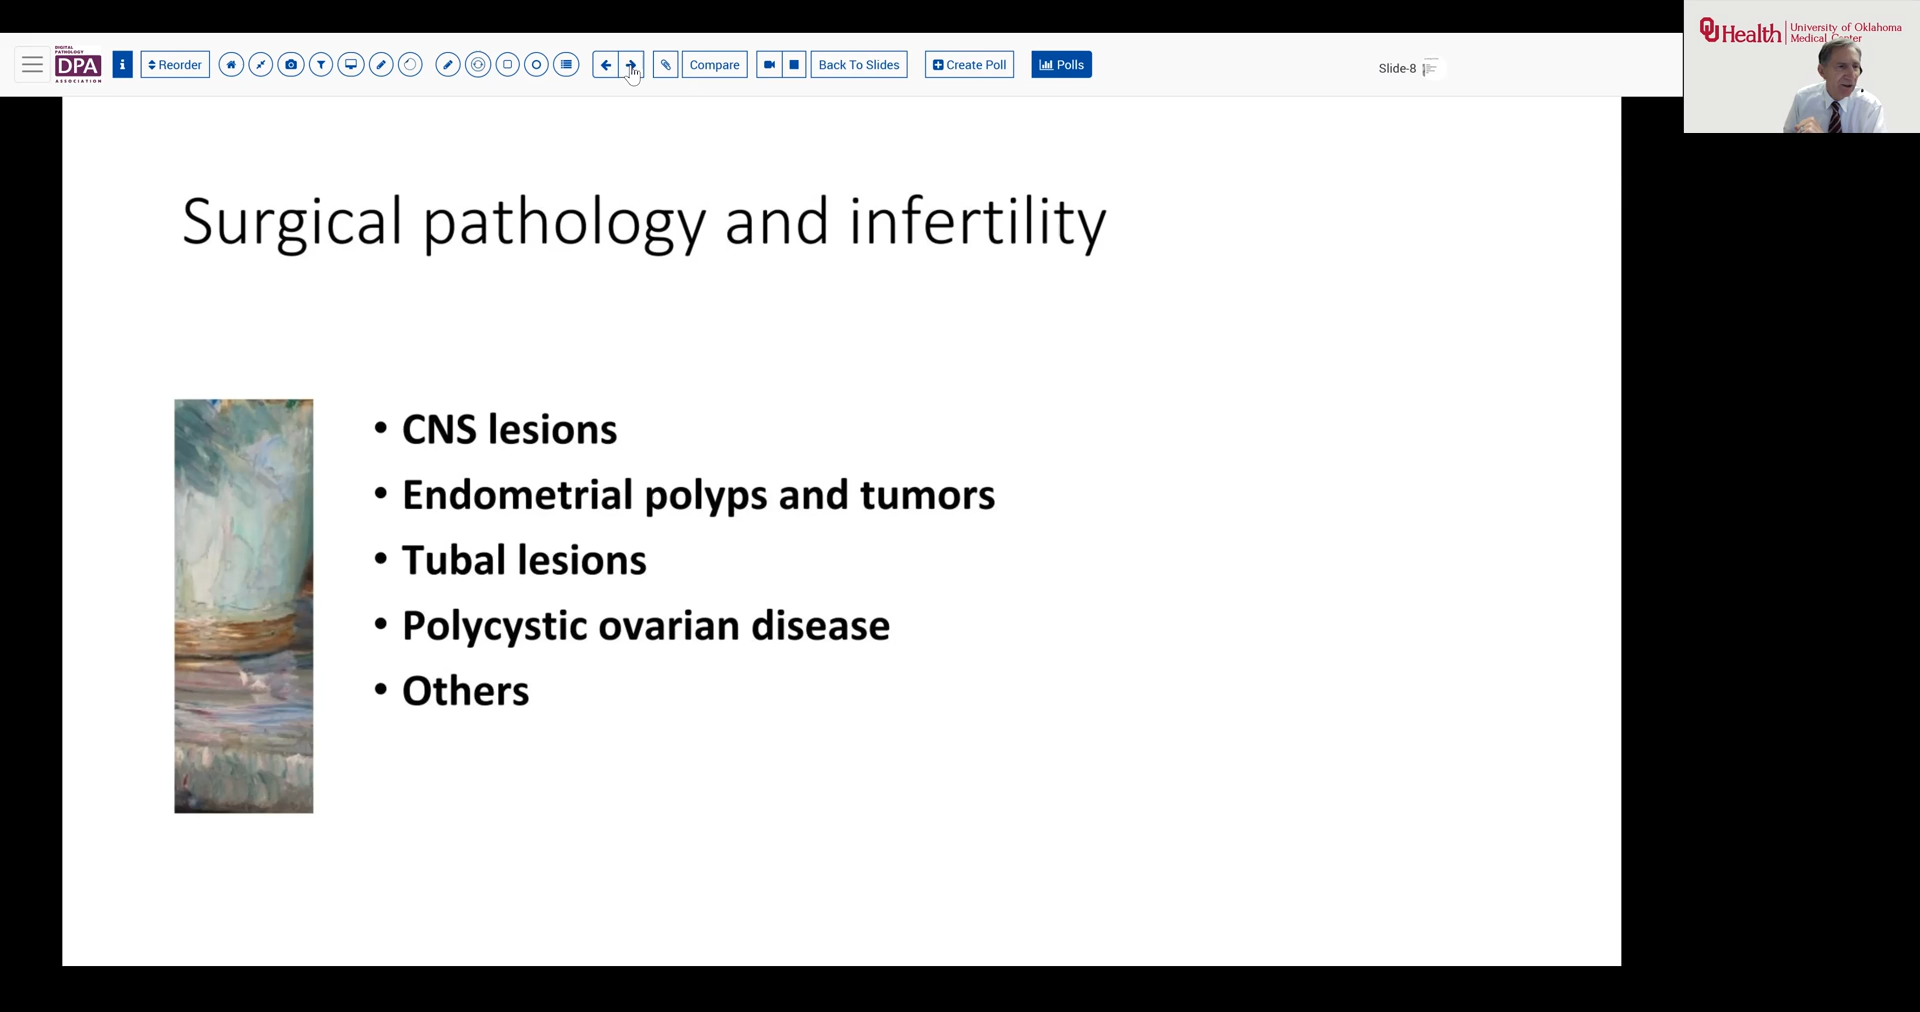 DIGITAL
PATHOLOGY
DPA
ASSOCIATION
i
Reorder
Compare
Back To Slides
Create Poll
Polls
Slide-8
OU Health | University of Oklahoma
Medical Center
Surgical pathology and infertility
• CNS lesions
• Endometrial polyps and tumors
• Tubal lesions
• Polycystic ovarian disease
• Others